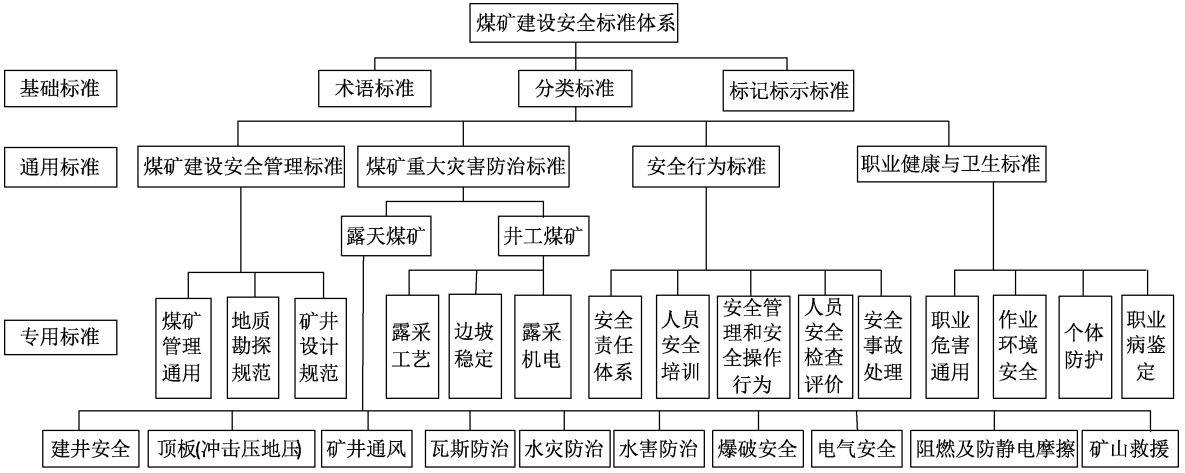 煤矿建设安全标准体系
基础标准
术语标准
分类标准
标记标示标准
通用标准
煤矿建设安全管理标准
煤矿重大灾害防治标准
安全行为标准
职业健康与卫生标准
露天煤矿
井工煤矿
专用标准
煤矿
管理
通用
地质
勘探
规范
矿井
设计
规范
露采
工艺
边坡
稳定
露采
机电
安全
责任
体系
人员
安全
培训
安全管
理和安
全操作
行为
人员
安全
检查
评价
安全
事故
处理
职业
危害
通用
作业
环境
安全
个体
防护
职业
病鉴
定
建井安全
顶板(冲击压地压)
矿井通风
瓦斯防治
水灾防治
水害防治
爆破安全
电气安全
阻燃及防静电摩擦
矿山救援